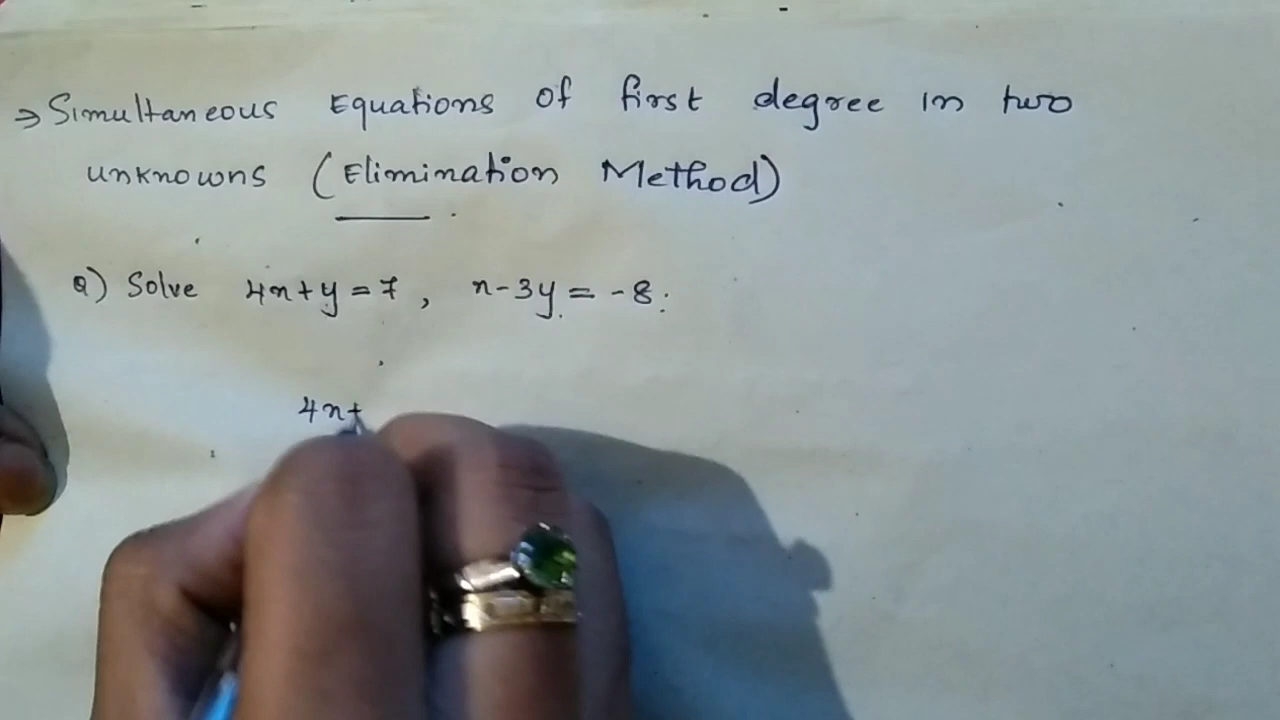 ⇒ Simultaneous Equations of first degree in two
unknowns (Elimination Method)
Q) Solve 4x+y=7, x-3y=-8.
4x+